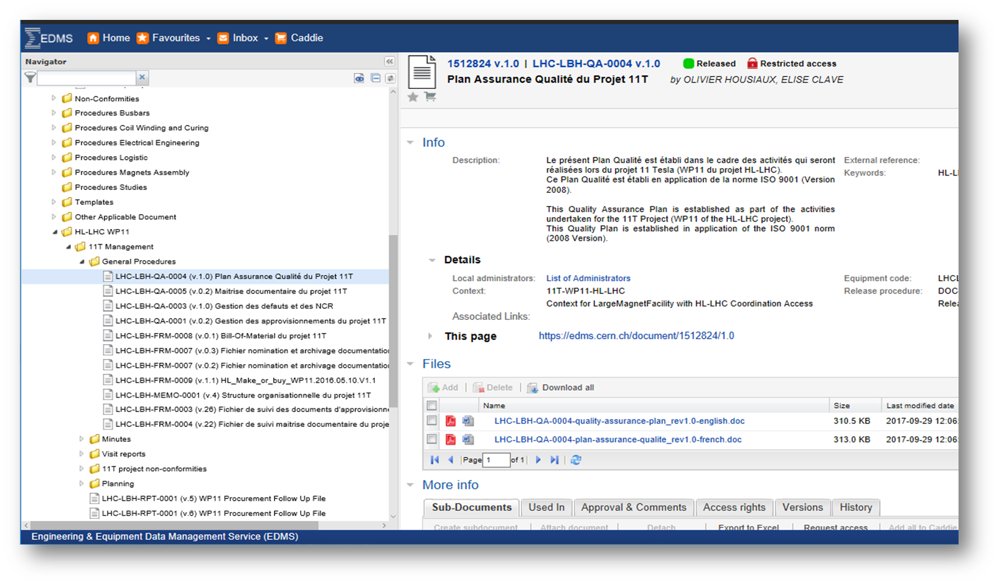 EDMS Home Favourites Inbox Caddie
Navigator
Non-Conformities
Procedures Busbars
Procedures Coil Winding and Curing
Procedures Electrical Engineering
Procedures Logistic
Procedures Magnets Assembly
Procedures Studies
Templates
Other Applicable Document
HL-LHC WP11
11T Management
General Procedures
LHC-LBH-QA-0004 (v.1.0) Plan Assurance Qualité du Projet 11T
LHC-LBH-QA-0005 (v.0.2) Maitrise documentaire du projet 11T
LHC-LBH-QA-0003 (v.1.0) Gestion des defauts et des NCR
LHC-LBH-QA-0001 (v.0.2) Gestion des approvisionnements du projet 11T
LHC-LBH-FRM-0008 (v.0.1) Bill-Of-Material du projet 11T
LHC-LBH-FRM-0007 (v.0.3) Fichier nomination et archivage documentatio
LHC-LBH-FRM-0007 (v.0.2) Fichier nomination et archivage documentatio
LHC-LBH-FRM-0009 (v.1.1) HL_Make_or_buy_WP11.2016.05.10.V1.1
LHC-LBH-MEMO-0001 (v.4) Structure organisationnelle du projet 11T
LHC-LBH-FRM-0003 (v.26) Fichier de suivi des documents d'approvisionn
LHC-LBH-FRM-0004 (v.22) Fichier de suivi maitrise documentaire du proje
Minutes
Visit reports
11T project non-conformities
Planning
LHC-LBH-RPT-0001 (v.5) WP11 Procurement Follow Up File
LHC-LBH-RPT-0001 (v.6) WP11 Procurement Follow Up File
1512824 v.1.0 | LHC-LBH-QA-0004 v.1.0 Released Restricted access
Plan Assurance Qualité du Projet 11T by OLIVIER HOUSIAUX, ELISE CLAVE
Info
Description: Le présent Plan Qualité est établi dans le cadre des activités qui seront External reference:
réalisées lors du projet 11 Tesla (WP11 du projet HL-LHC). Keywords: HL-L
Ce Plan Qualité est établi en application de la norme ISO 9001 (Version
2008).
This Quality Assurance Plan is established as part of the activities
undertaken for the 11T Project (WP11 of the HL-LHC project).
This Quality Plan is established in application of the ISO 9001 norm
(2008 Version).
Details
Local administrators: List of Administrators Equipment code: LHCL
Context: 11T-WP11-HL-LHC Release procedure: DOC-
Context for LargeMagnetFacility with HL-LHC Coordination Access Relea
Associated Links:
This page https://edms.cern.ch/document/1512824/1.0
Files
Add | Delete | Download all
Name Size Last modified date
LHC-LBH-QA-0004-quality-assurance-plan_rev1.0-english.doc 310.5 KB 2017-09-29 12:06:
LHC-LBH-QA-0004-plan-assurance-qualite_rev1.0-french.doc 313.0 KB 2017-09-29 12:06:
Page 1 of 1
More info
Sub-Documents Used In Approval & Comments Access rights Versions History
Create subdocument | Attach document | Detach | Export to Excel | Request access | Add all to Caddie
Engineering & Equipment Data Management Service (EDMS)